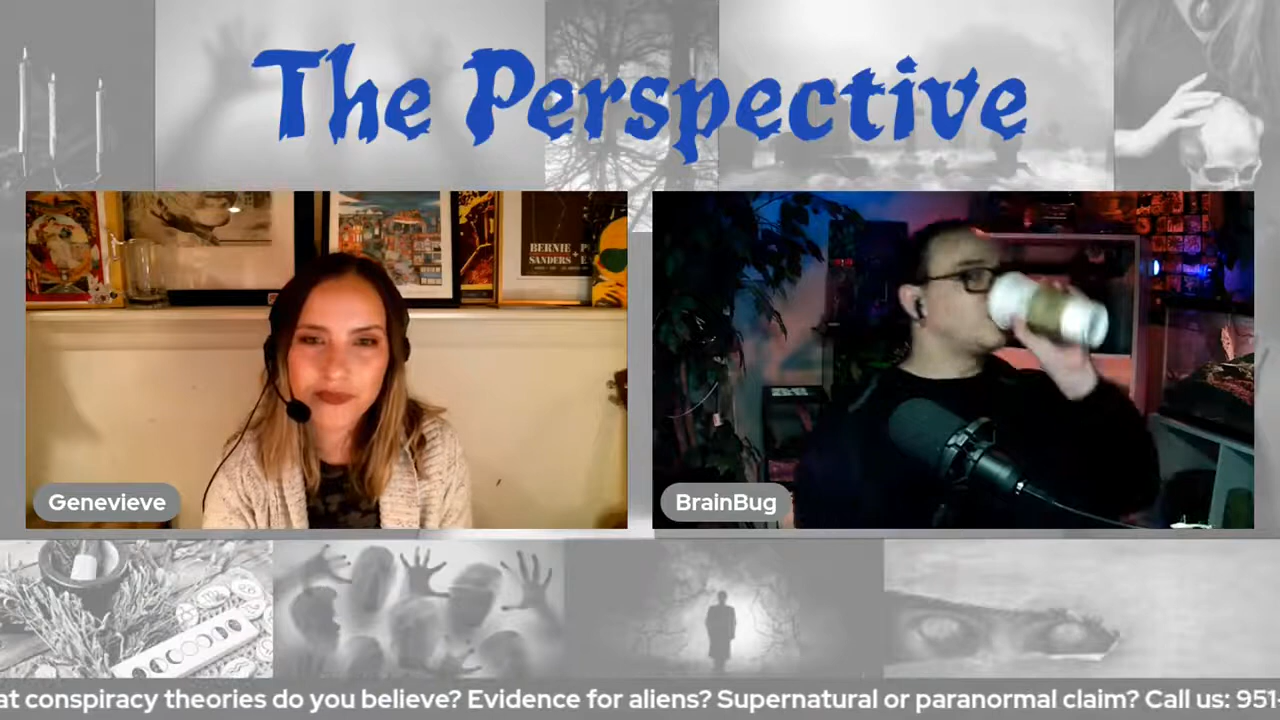 The Perspective
BERNIE
SANDERS
Genevieve
BrainBug
at conspiracy theories do you believe? Evidence for aliens? Supernatural or paranormal claim? Call us: 951-